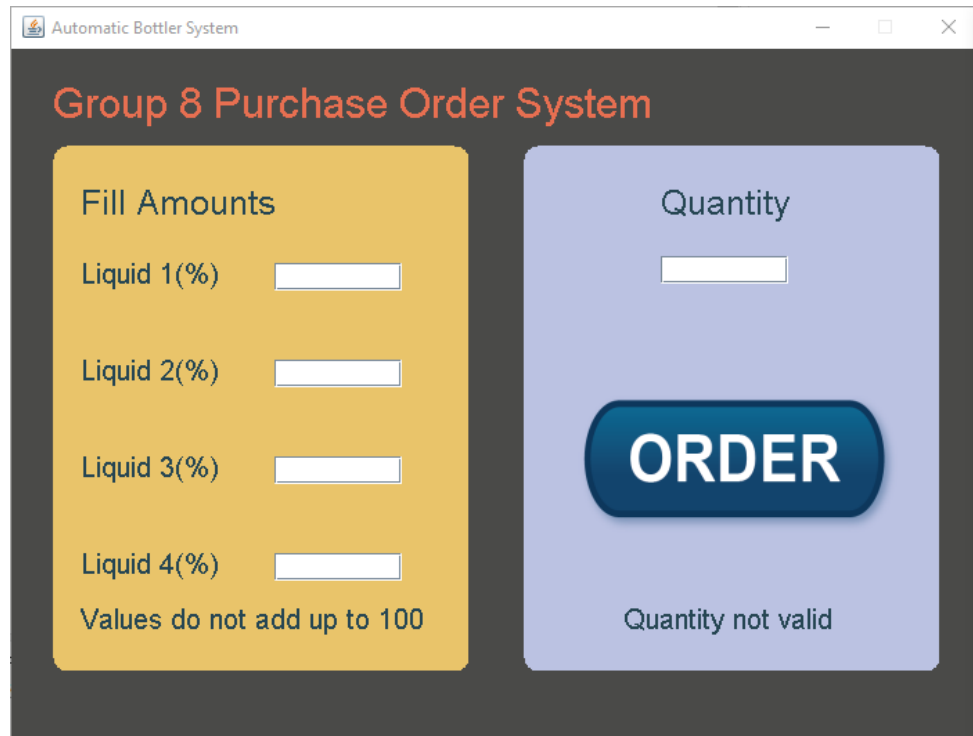 Automatic Bottler System
Group 8 Purchase Order System
Fill Amounts
Liquid 1(%)
Liquid 2(%)
Liquid 3(%)
Liquid 4(%)
Values do not add up to 100
Quantity
ORDER
Quantity not valid